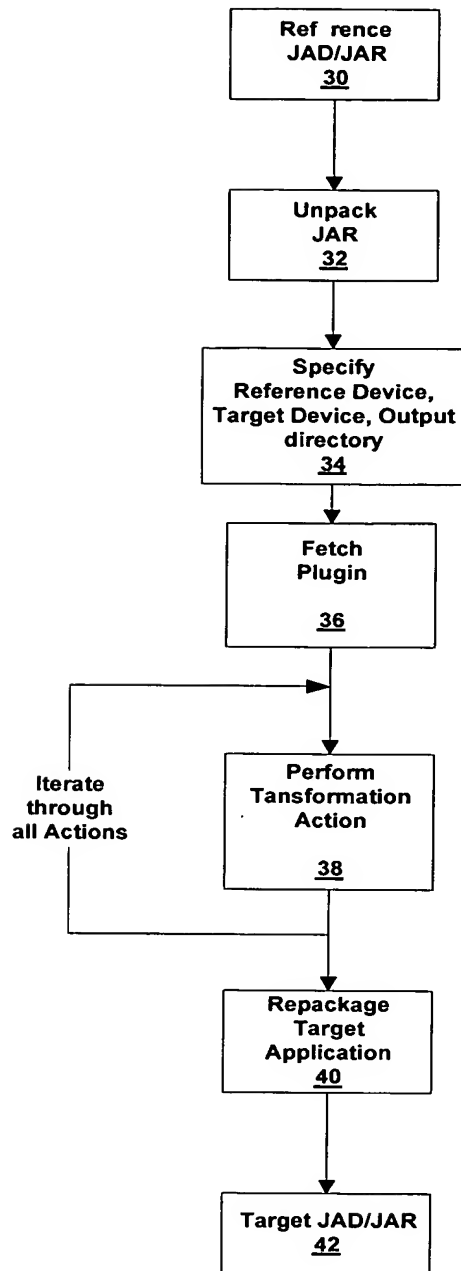 Ref rence
JAD/JAR
30
Unpack
JAR
32
Specify
Reference Device,
Target Device, Output
directory
34
Fetch
Plugin
36
Iterate
through
all Actions
Perform
Tansformation
Action
38
Repackage
Target
Application
40
Target JAD/JAR
42